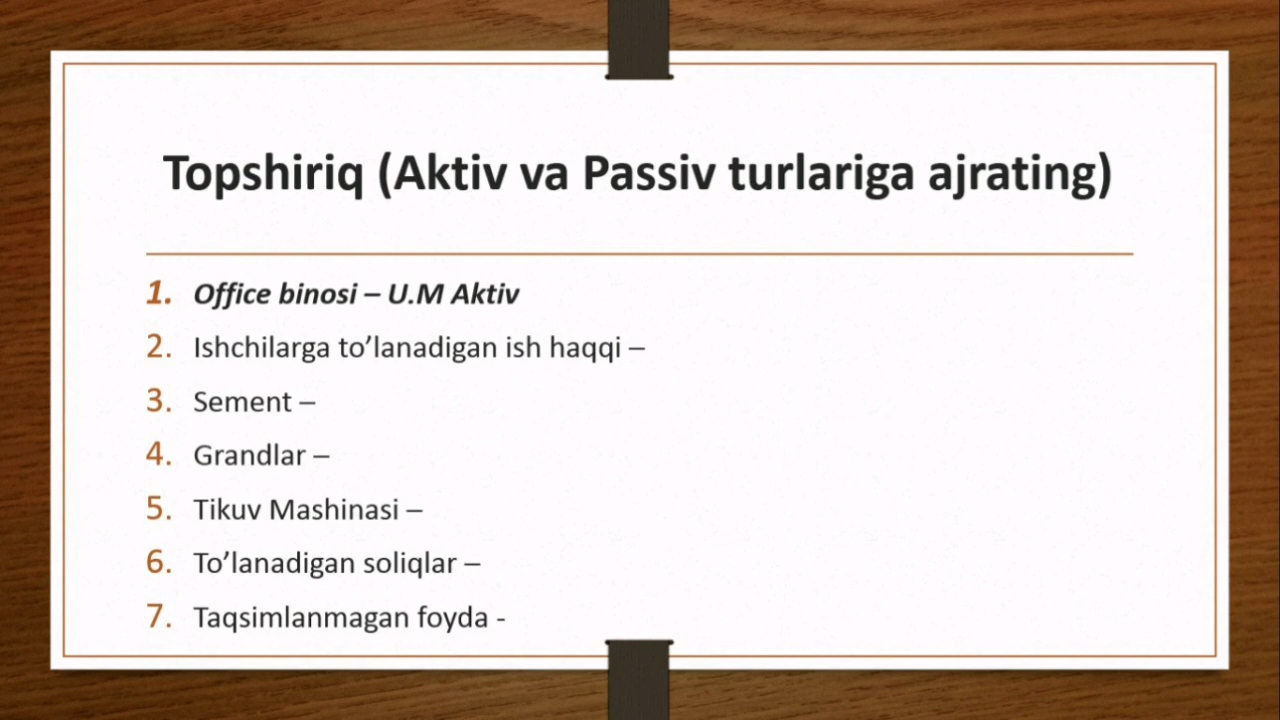 Topshiriq (Aktiv va Passiv turlariga ajrating)
1. Office binosi – U.M Aktiv
2. Ishchilarga to’lanadigan ish haqqi –
3. Sement –
4. Grandlar –
5. Tikuv Mashinasi –
6. To’lanadigan soliqlar –
7. Taqsimlanmagan foyda -